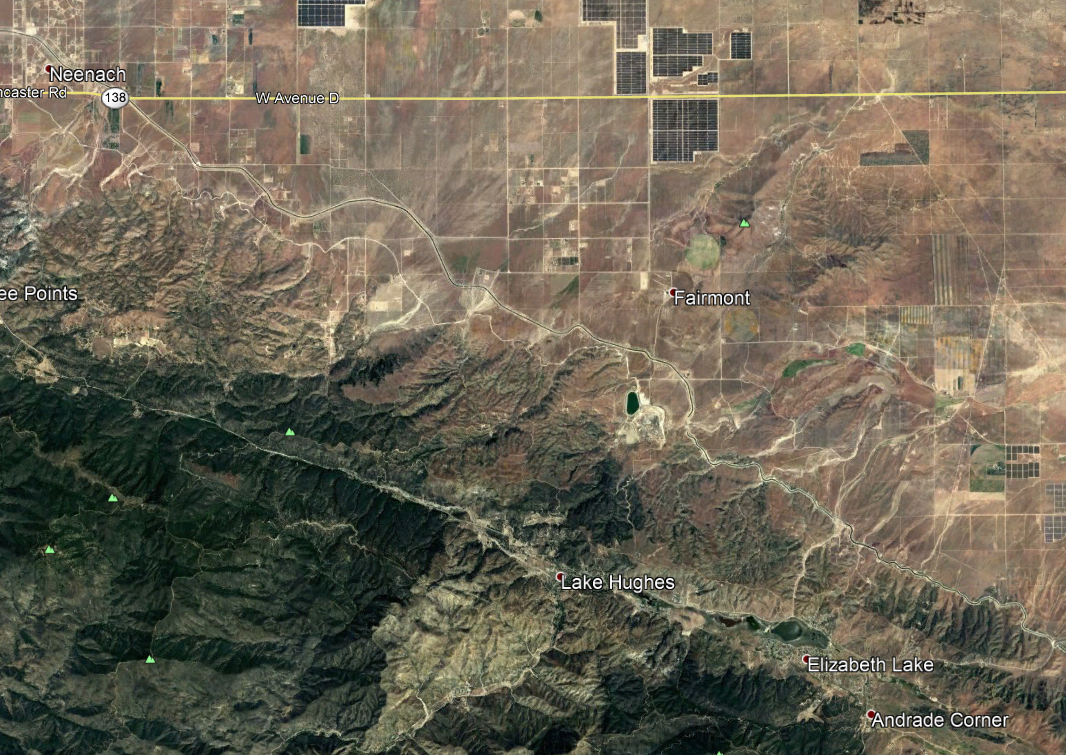 Neenach
ncaster Rd
138
W Avenue D
ee Points
Fairmont
Lake Hughes
Elizabeth Lake
Andrade Corner